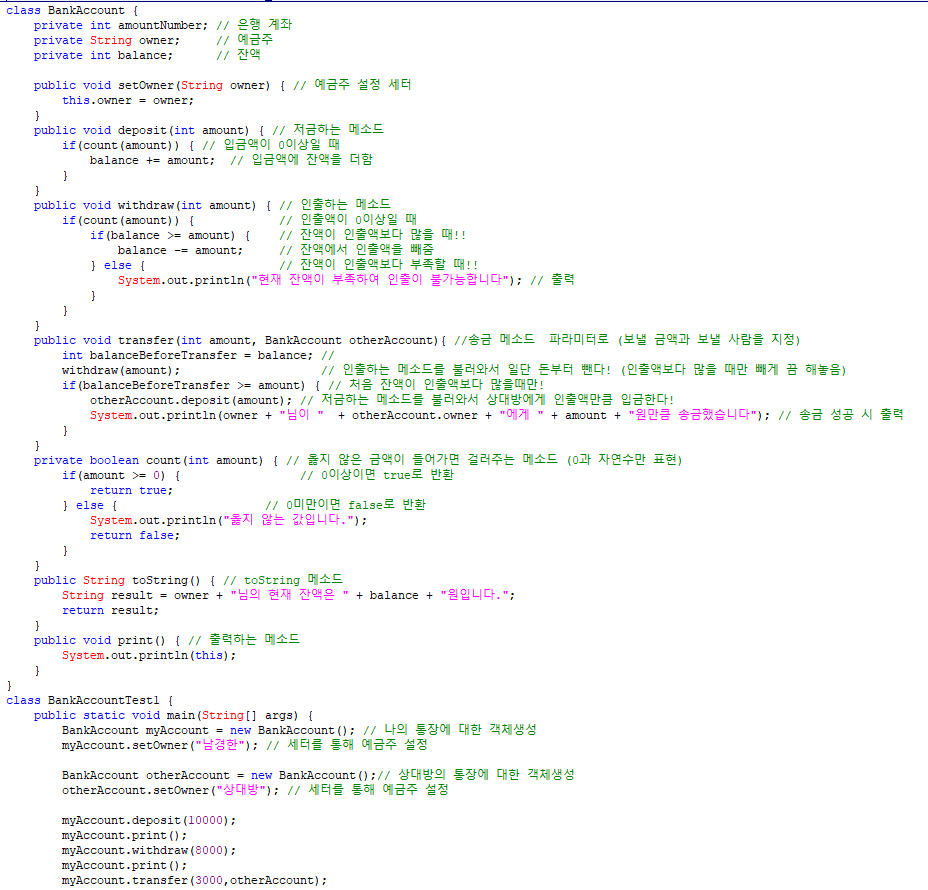 class BankAccount {
    private int amountNumber; // 은행 계좌
    private String owner;     // 예금주
    private int balance;      // 잔액

    public void setOwner(String owner) { // 예금주 설정 세터
        this.owner = owner;
    }
    public void deposit(int amount) { // 저금하는 메소드
        if(count(amount)) { // 입금액이 0이상일 때
            balance += amount;  // 입금액에 잔액을 더함
        }
    }
    public void withdraw(int amount) { // 인출하는 메소드
        if(count(amount)) {            // 인출액이 0이상일 때
            if(balance >= amount) {    // 잔액이 인출액보다 많을 때!!
                balance -= amount;     // 잔액에서 인출액을 빼줌
            } else {                   // 잔액이 인출액보다 부족할 때!!
                System.out.println("현재 잔액이 부족하여 인출이 불가능합니다"); // 출력
            }
        }
    }
    public void transfer(int amount, BankAccount otherAccount){ //송금 메소드  파라미터로 (보낼 금액과 보낼 사람을 지정)
        int balanceBeforeTransfer = balance; //
        withdraw(amount);                    // 인출하는 메소드를 불러와서 일단 돈부터 뺀다! (인출액보다 많을 때만 빼게 끔 해놓음)
        if(balanceBeforeTransfer >= amount) { // 처음 잔액이 인출액보다 많을때만!
            otherAccount.deposit(amount); // 저금하는 메소드를 불러와서 상대방에게 인출액만큼 입금한다!
            System.out.println(owner + "님이 "  + otherAccount.owner + "에게 " + amount + "원만큼 송금했습니다"); // 송금 성공 시 출력
        }
    }
    private boolean count(int amount) { // 옳지 않은 금액이 들어가면 걸러주는 메소드 (0과 자연수만 표현)
        if(amount >= 0) {                 // 0이상이면 true로 반환
            return true;
        } else {                     // 0미만이면 false로 반환
            System.out.println("옳지 않는 값입니다.");
            return false;
        }
    }
    public String toString() { // toString 메소드
        String result = owner + "님의 현재 잔액은 " + balance + "원입니다.";
        return result;
    }
    public void print() { // 출력하는 메소드
        System.out.println(this);
    }
}
class BankAccountTest1 {
    public static void main(String[] args) {
        BankAccount myAccount = new BankAccount(); // 나의 통장에 대한 객체생성
        myAccount.setOwner("남경한"); // 세터를 통해 예금주 설정

        BankAccount otherAccount = new BankAccount();// 상대방의 통장에 대한 객체생성
        otherAccount.setOwner("상대방"); // 세터를 통해 예금주 설정

        myAccount.deposit(10000);
        myAccount.print();
        myAccount.withdraw(8000);
        myAccount.print();
        myAccount.transfer(3000,otherAccount);